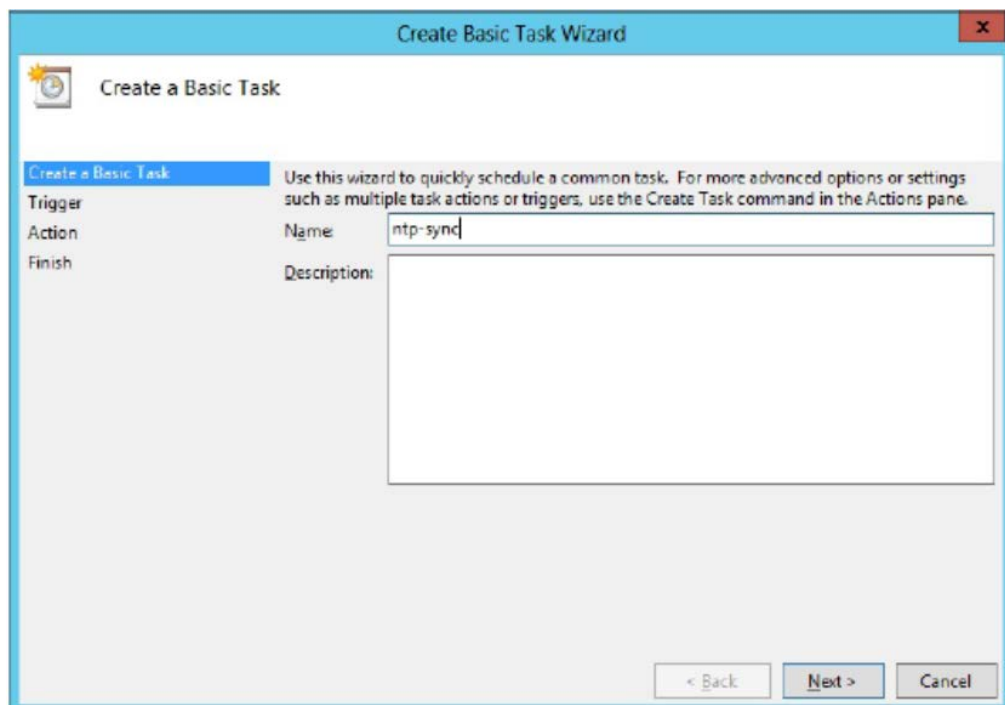 Create Basic Task Wizard
x
Create a Basic Task
Create a Basic Task
Trigger
Action
Finish
Use this wizard to quickly schedule a common task. For more advanced options or settings
such as multiple task actions or triggers, use the Create Task command in the Actions pane.
Name:
ntp-sync
Description:
< Back
Next >
Cancel